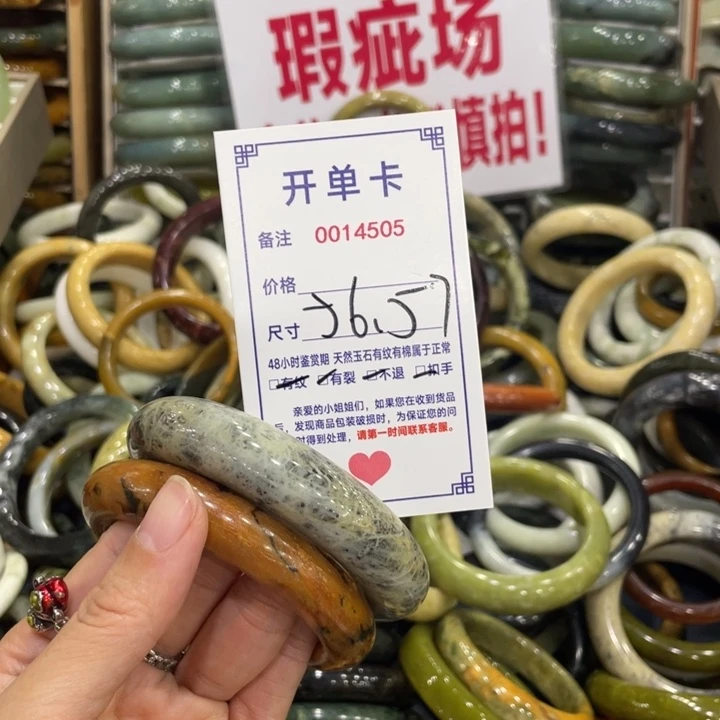 瑕疵场
慎拍!
开单卡
备注 0014505
价格
尺寸 56.57
48小时鉴赏期 天然玉石有纹有棉属于正常
□有纹 □有裂 □不退 □扣手
亲爱的小姐姐们,如果您在收到货品
后,发现商品包装破损时,为保证您的问
时得到处理,请第一时间联系客服。